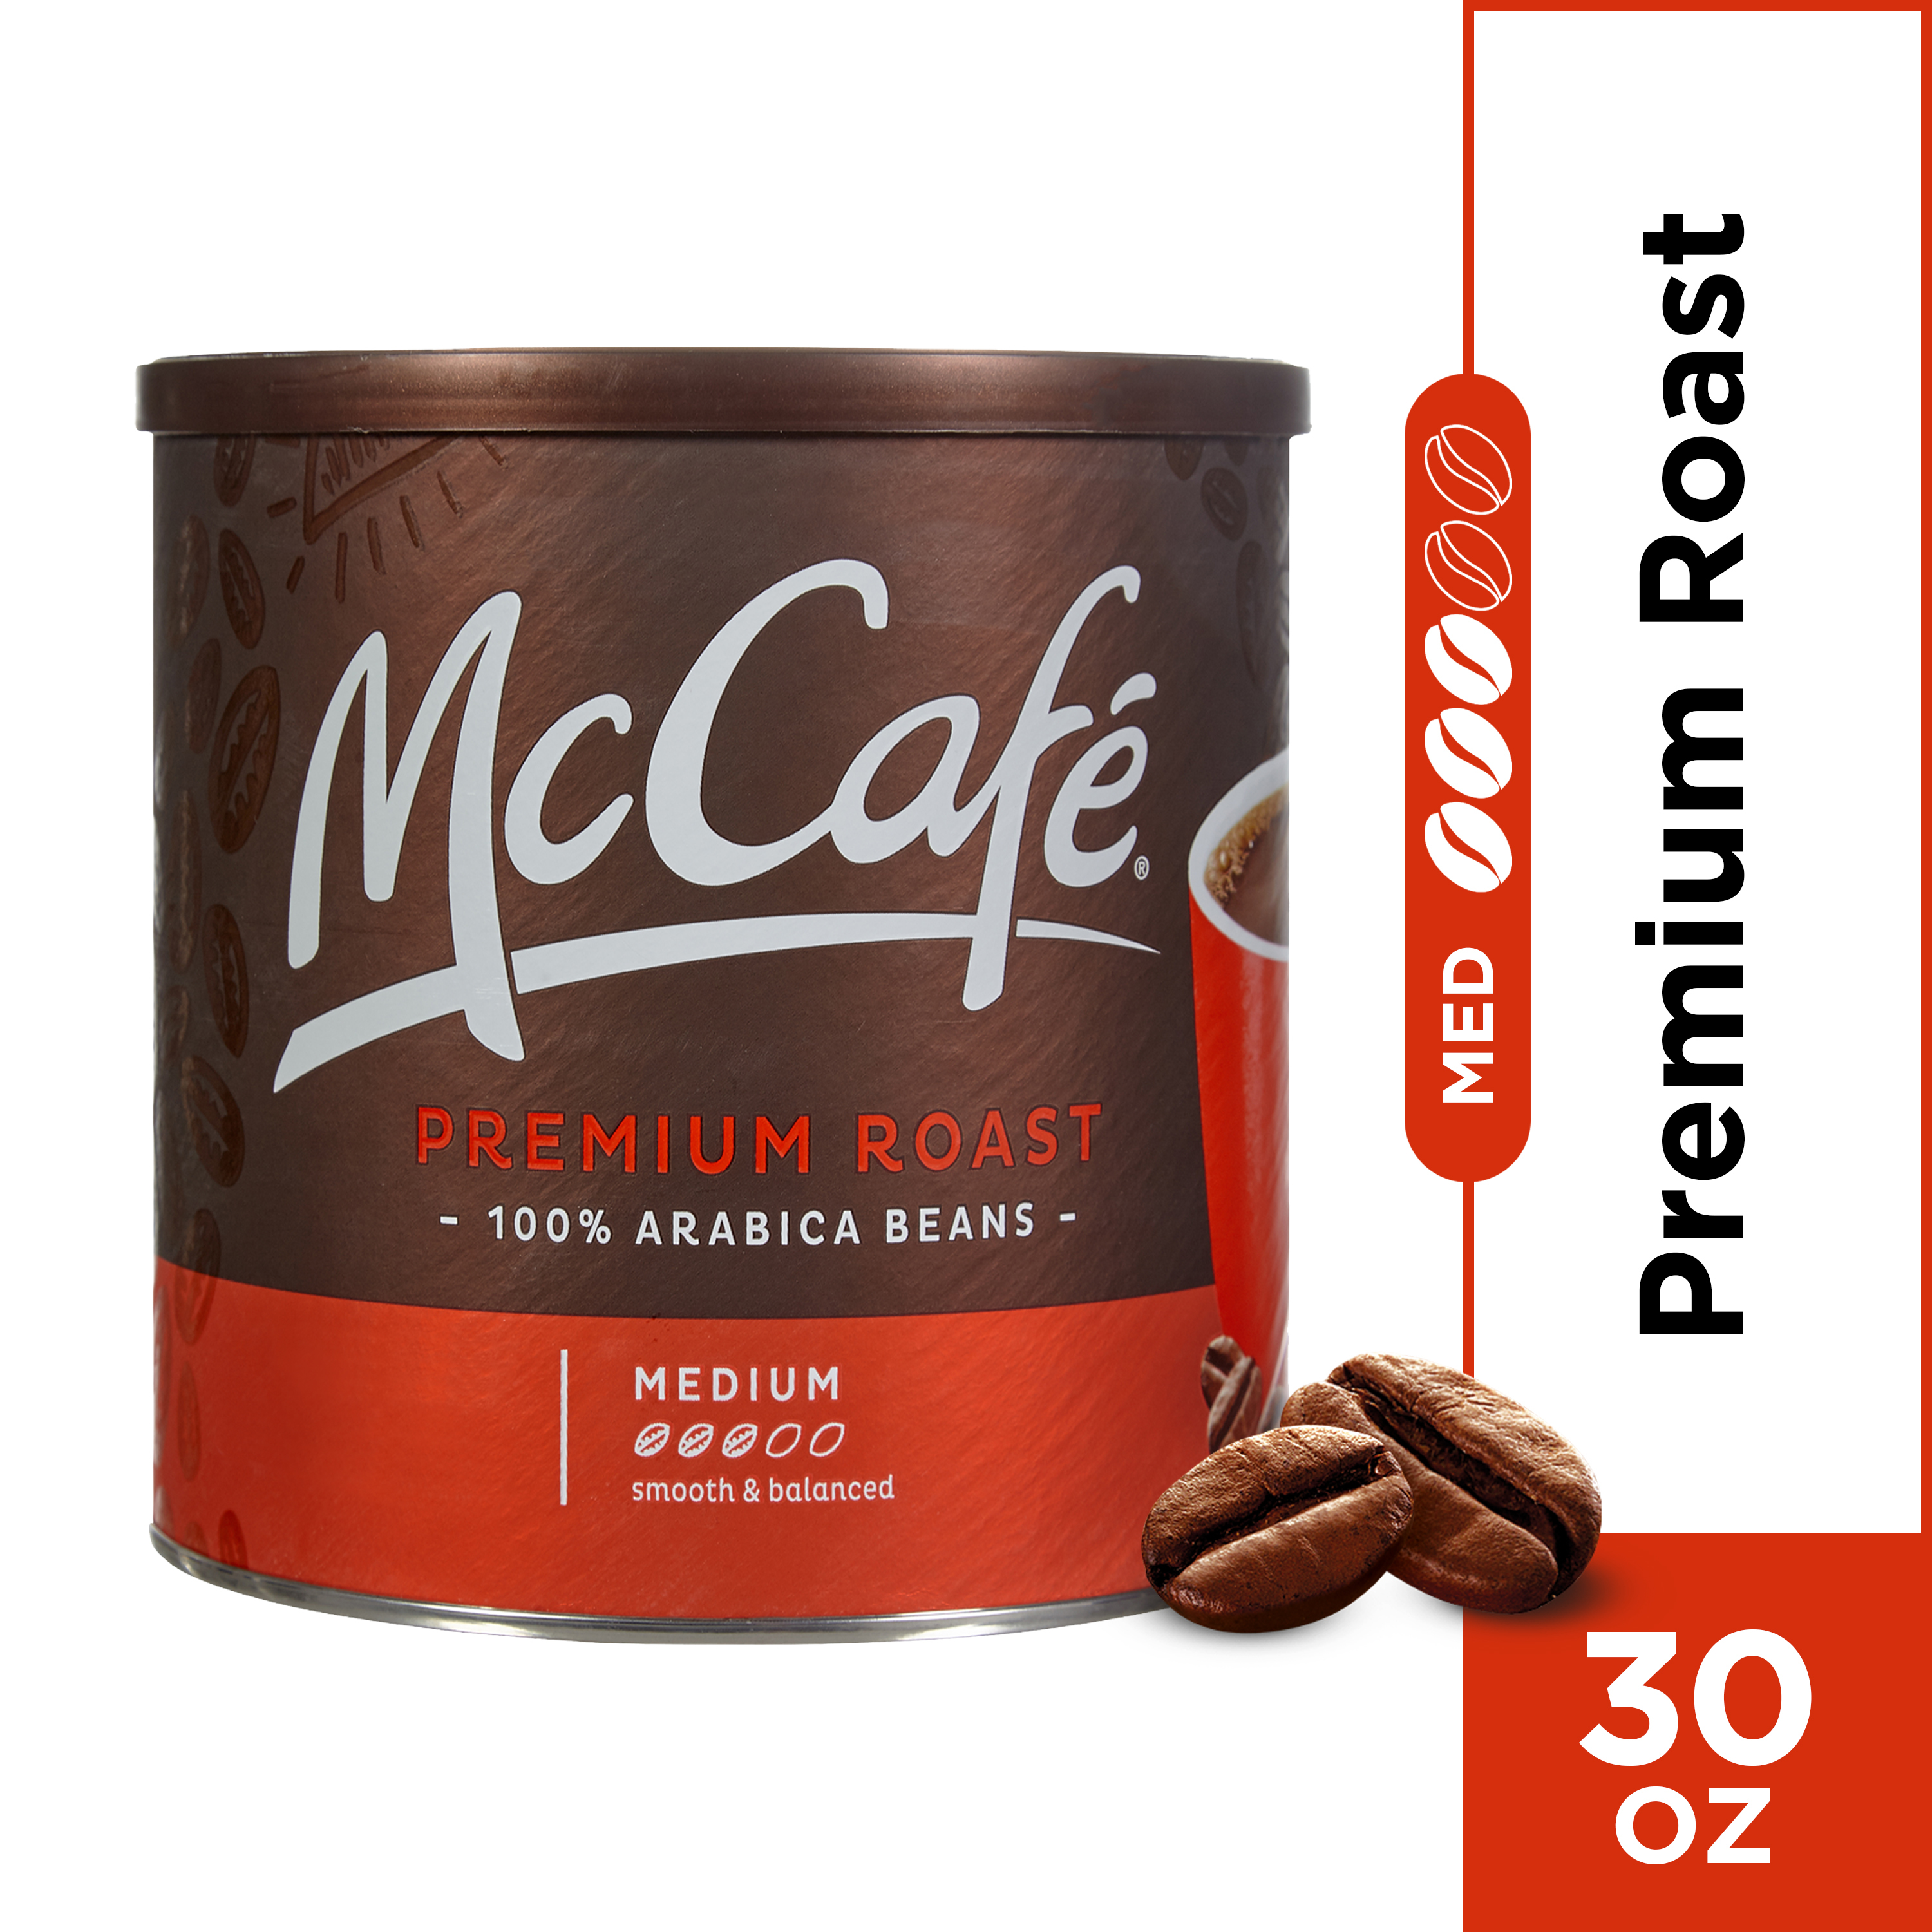 McCafé®
PREMIUM ROAST
- 100% ARABICA BEANS -
MEDIUM
smooth & balanced
MED
Premium Roast
30
OZ